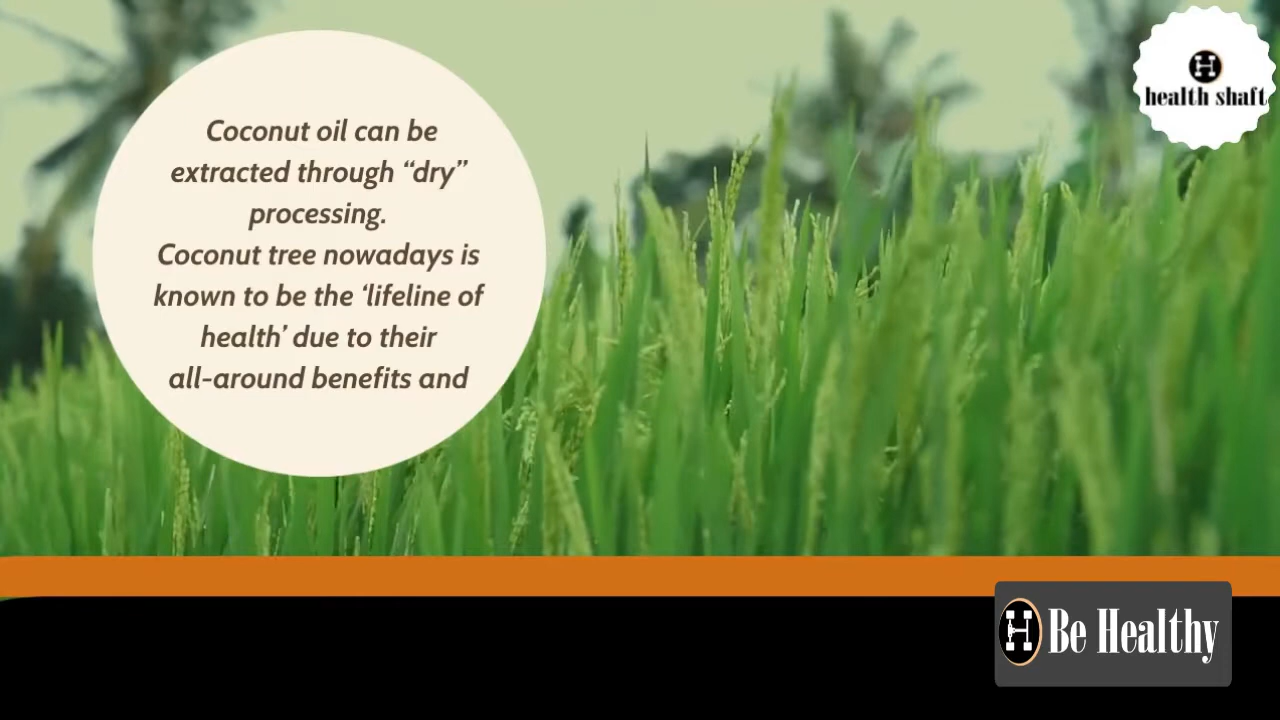 Coconut oil can be
extracted through “dry”
processing.
Coconut tree nowadays is
known to be the ‘lifeline of
health’ due to their
all-around benefits and
H
health shaft
H Be Healthy